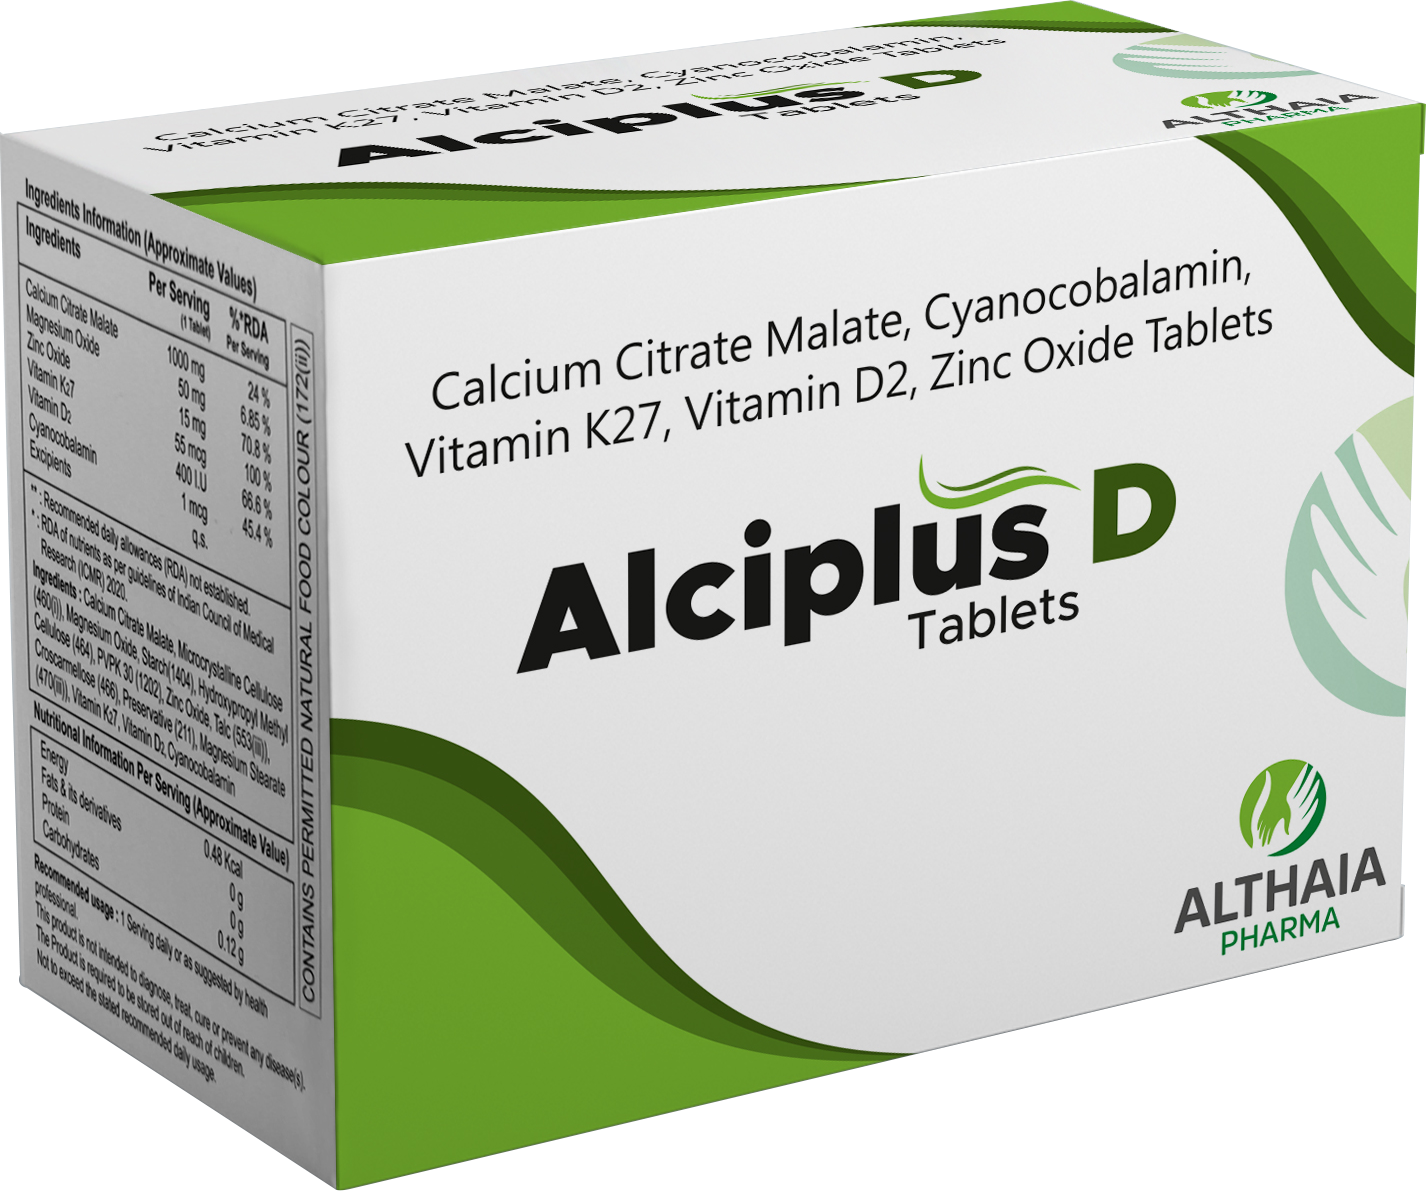 Calcium Citrate Malate, Cyanocobalamin,
Vitamin K27, Vitamin D2, Zinc Oxide Tablets
Alciplus D
Tablets
ALTHAIA
PHARMA
Ingredients Information (Approximate Values)
Ingredients Per Serving (1 Tablet) %*RDA Per Serving
Calcium Citrate Malate 1000 mg 24 %
Magnesium Oxide 50 mg 6.85 %
Zinc Oxide 15 mg 70.8 %
Vitamin K27 55 mcg 100 %
Vitamin D2 400 I.U 66.6 %
Cyanocobalamin 1 mcg 45.4 %
Excipients q.s.
** : Recommended daily allowances (RDA) not established.
* : RDA of nutrients as per guidelines of Indian Council of Medical
Research (ICMR) 2020.
Ingredients : Calcium Citrate Malate, Microcrystalline Cellulose
(460(i)), Magnesium Oxide, Starch(1404), Hydroxypropyl Methyl
Cellulose (464), PVPK 30 (1202), Zinc Oxide, Talc (553(iii)),
Croscarmellose (466), Preservative (211), Magnesium Stearate
(470(iii)), Vitamin K27, Vitamin D2, Cyanocobalamin
Nutritional Information Per Serving (Approximate Value)
Energy 0.48 Kcal
Fats & its derivatives 0 g
Protein 0 g
Carbohydrates 0.12 g
Recommended usage : 1 Serving daily or as suggested by health
professional.
This product is not intended to diagnose, treat, cure or prevent any disease(s).
The Product is required to be stored out of reach of children.
Not to exceed the stated recommended daily usage.
CONTAINS PERMITTED NATURAL FOOD COLOUR (172(ii))
Calcium Citrate Malate, Cyanocobalamin,
Vitamin K27, Vitamin D2, Zinc Oxide Tablets
Alciplus D
Tablets
ALTHAIA
PHARMA